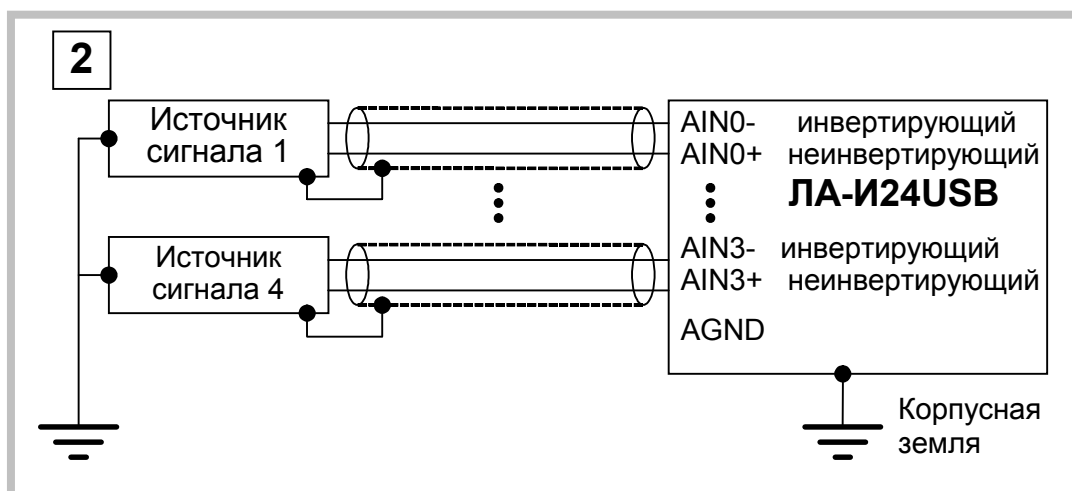 2
Источник
сигнала 1
AIN0- инвертирующий
AIN0+ неинвертирующий
ЛА-И24USB
Источник
сигнала 4
AIN3- инвертирующий
AIN3+ неинвертирующий
AGND
Корпусная
земля